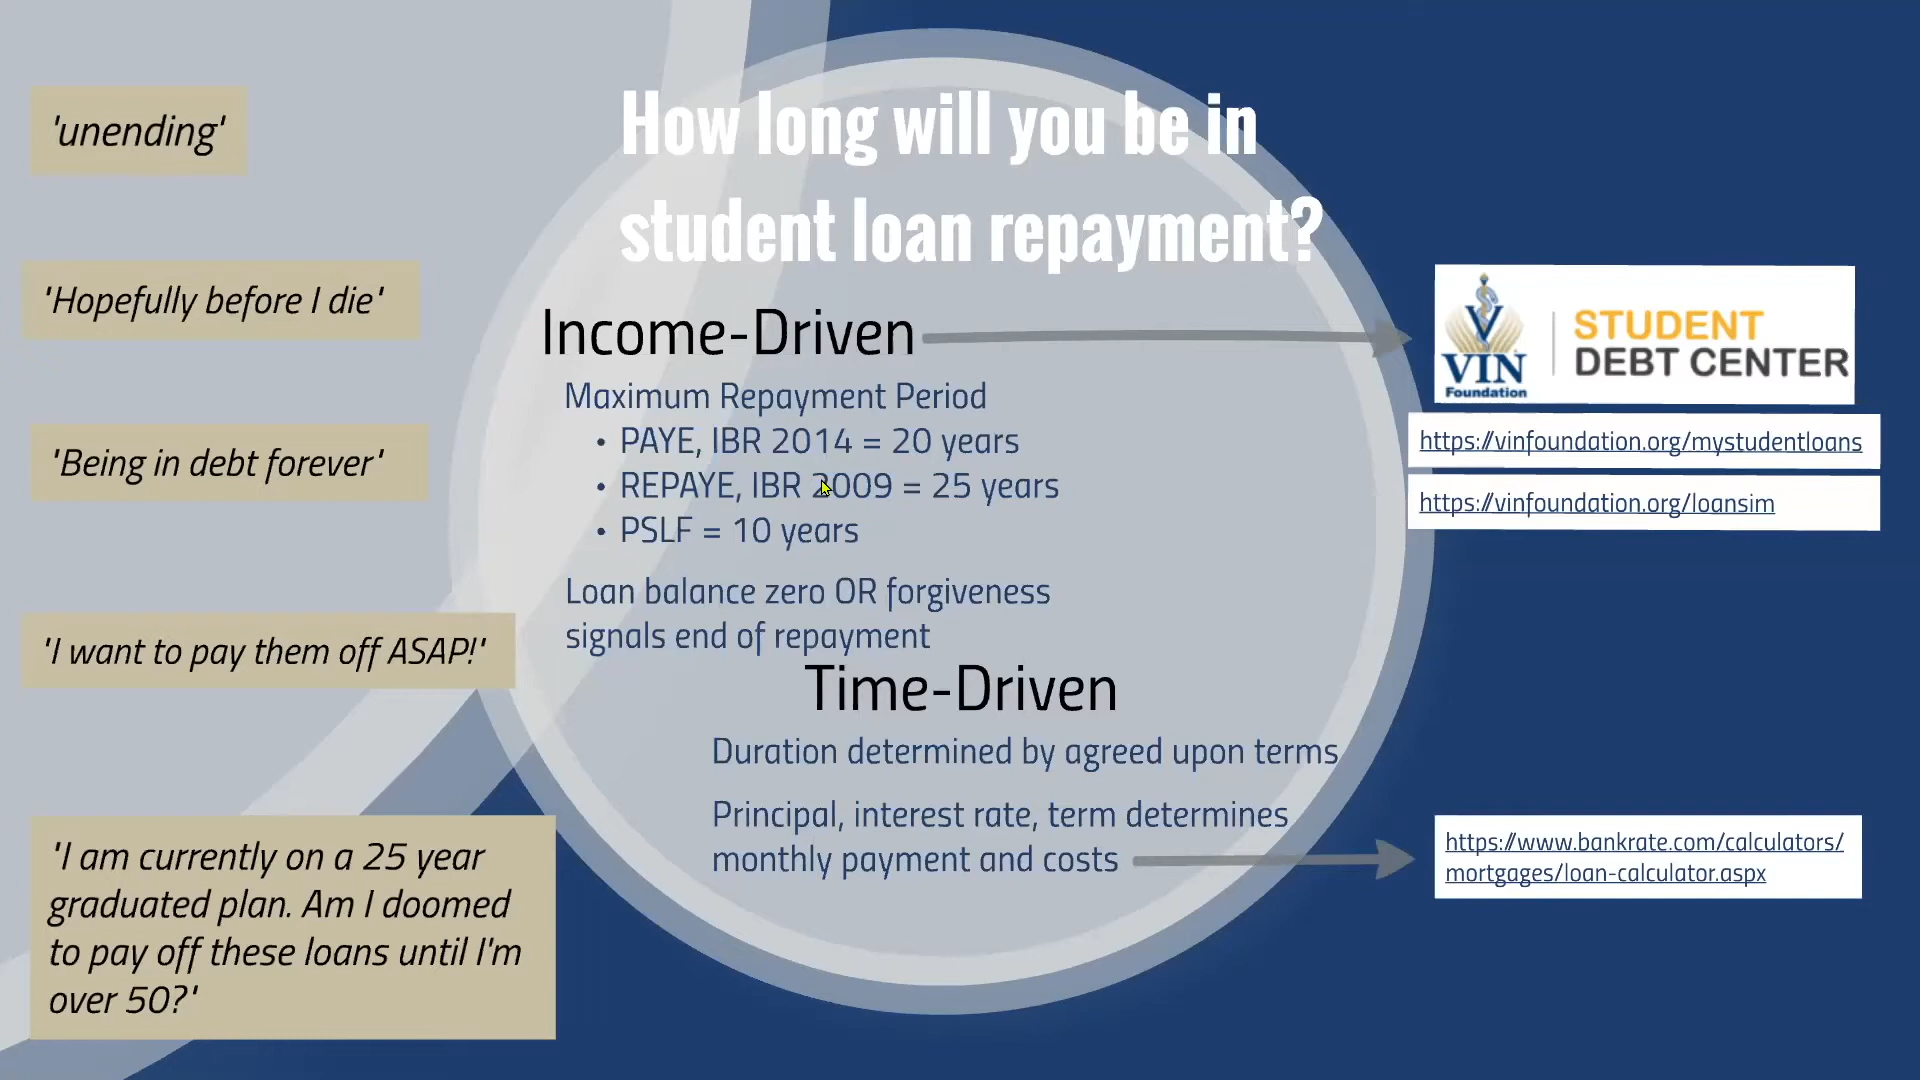 How long will you be in
student loan repayment?
'unending'
'Hopefully before I die'
'Being in debt forever'
'I want to pay them off ASAP!'
'I am currently on a 25 year
graduated plan. Am I doomed
to pay off these loans until I'm
over 50?'
Income-Driven
Maximum Repayment Period
• PAYE, IBR 2014 = 20 years
• REPAYE, IBR 2009 = 25 years
• PSLF = 10 years
Loan balance zero OR forgiveness
signals end of repayment
Time-Driven
Duration determined by agreed upon terms
Principal, interest rate, term determines
monthly payment and costs
V
VIN
Foundation
STUDENT
DEBT CENTER
https://vinfoundation.org/mystudentloans
https://vinfoundation.org/loansim
https://www.bankrate.com/calculators/
mortgages/loan-calculator.aspx